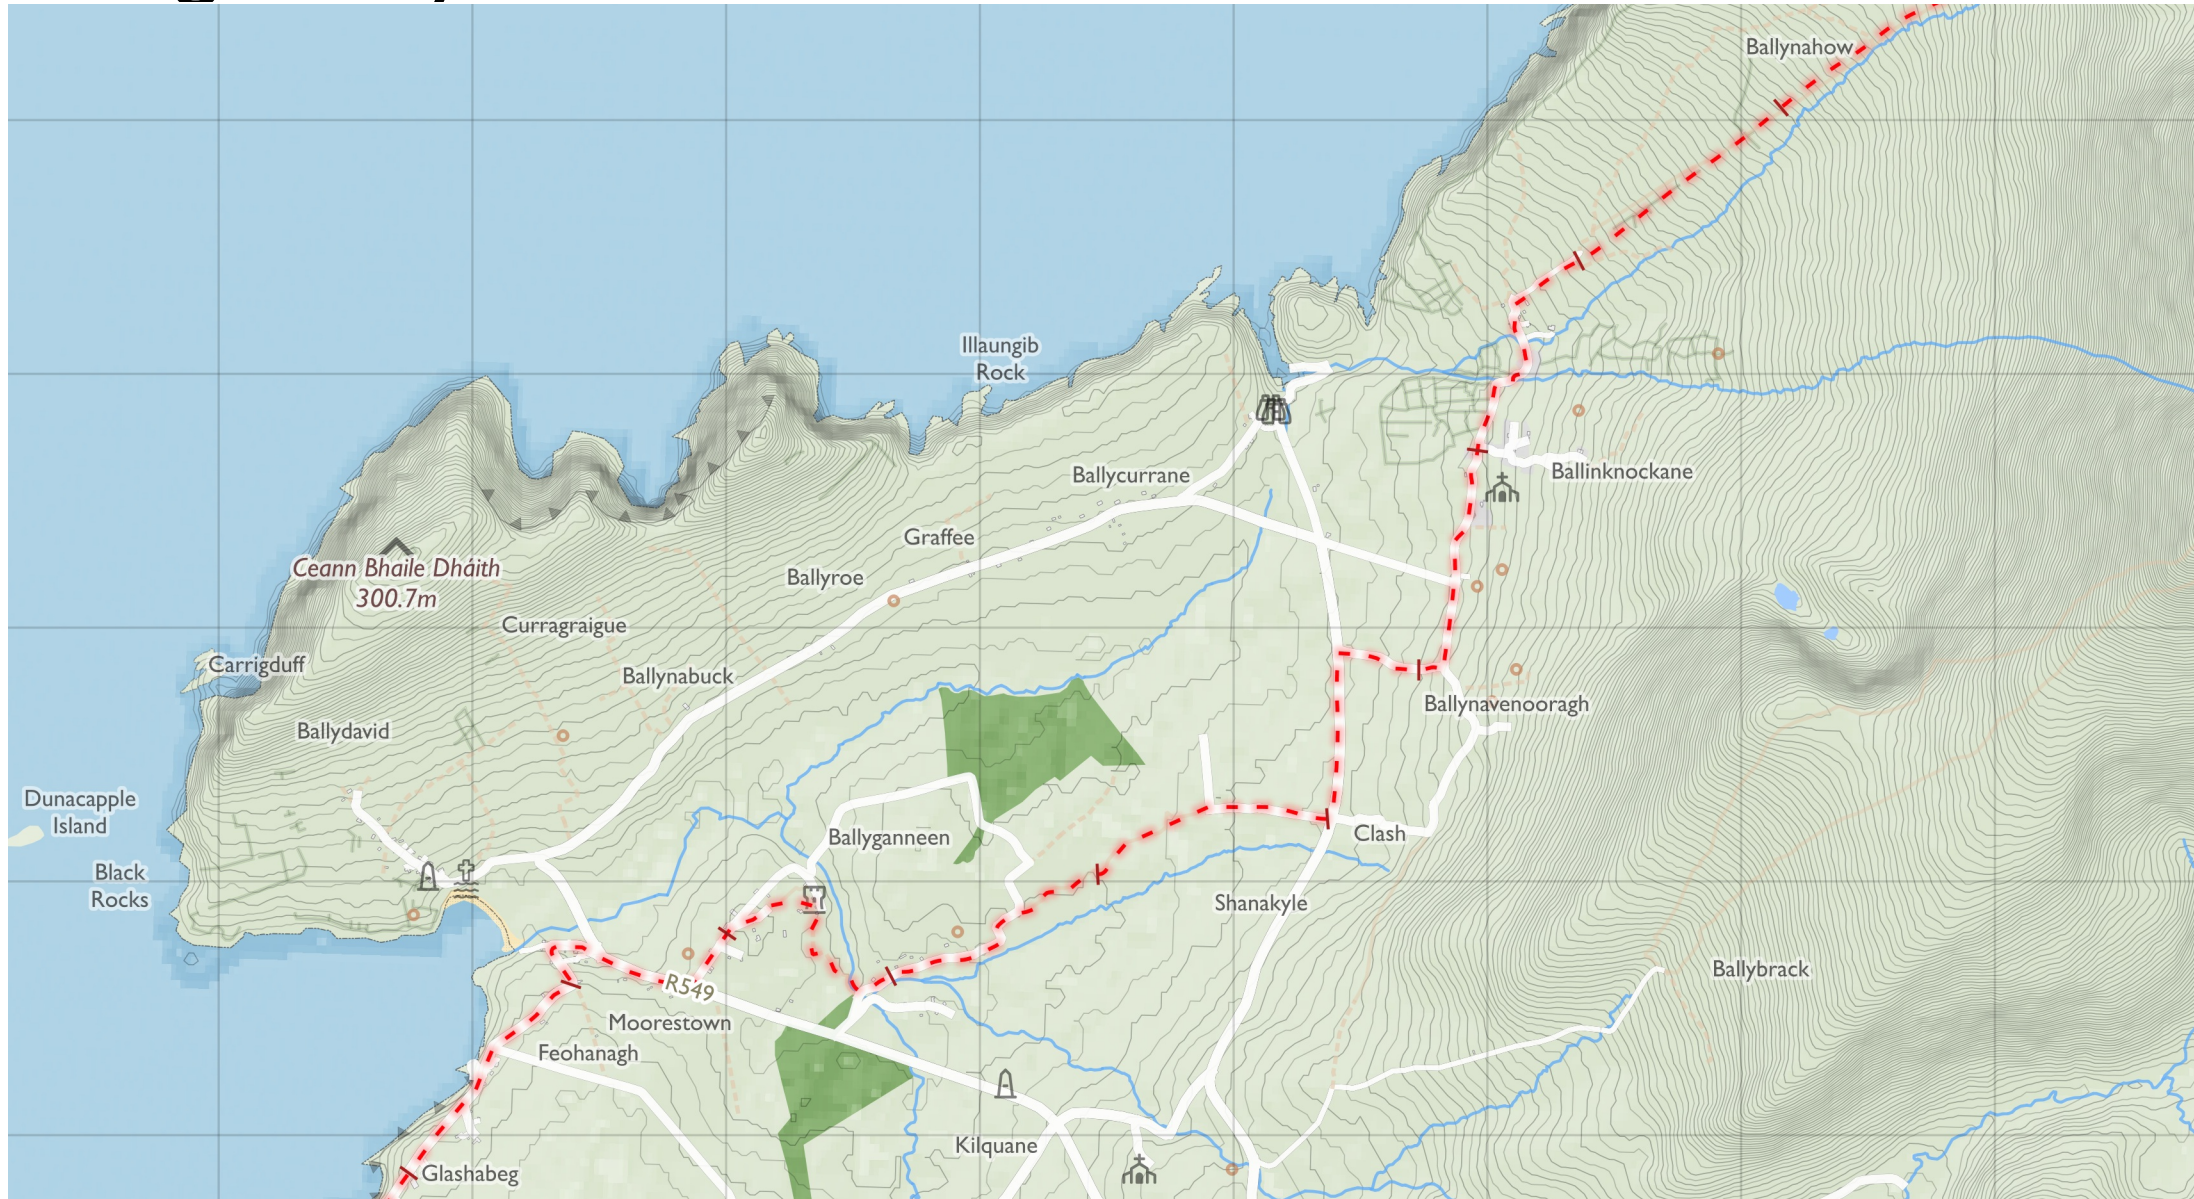 Ballynahow
Illaungib
Rock
Ballycurrane
Ballinknockane
Graffee
Ceann Bhaile Dháith
300.7m
Ballyroe
Curragraigue
Carrigduff
Ballynabuck
Ballynavenooragh
Ballydavid
Dunacapple
Island
Ballyganneen
Clash
Black
Rocks
Shanakyle
Ballybrack
R549
Moorestown
Feohanagh
Kilquane
Glashabeg